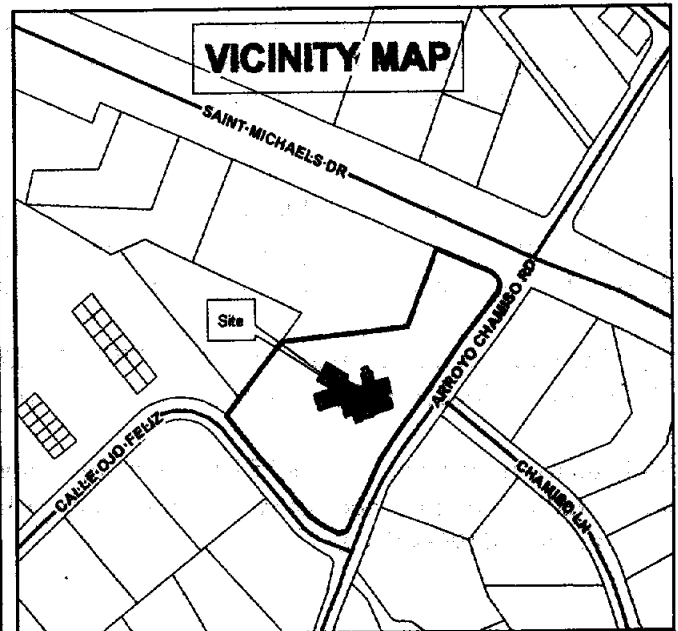 VICINITY MAP
SAINT MICHAELS DR
Site
ARROYO CHAMISO RD
CALLE OJO FELIZ
CHAMISO LN